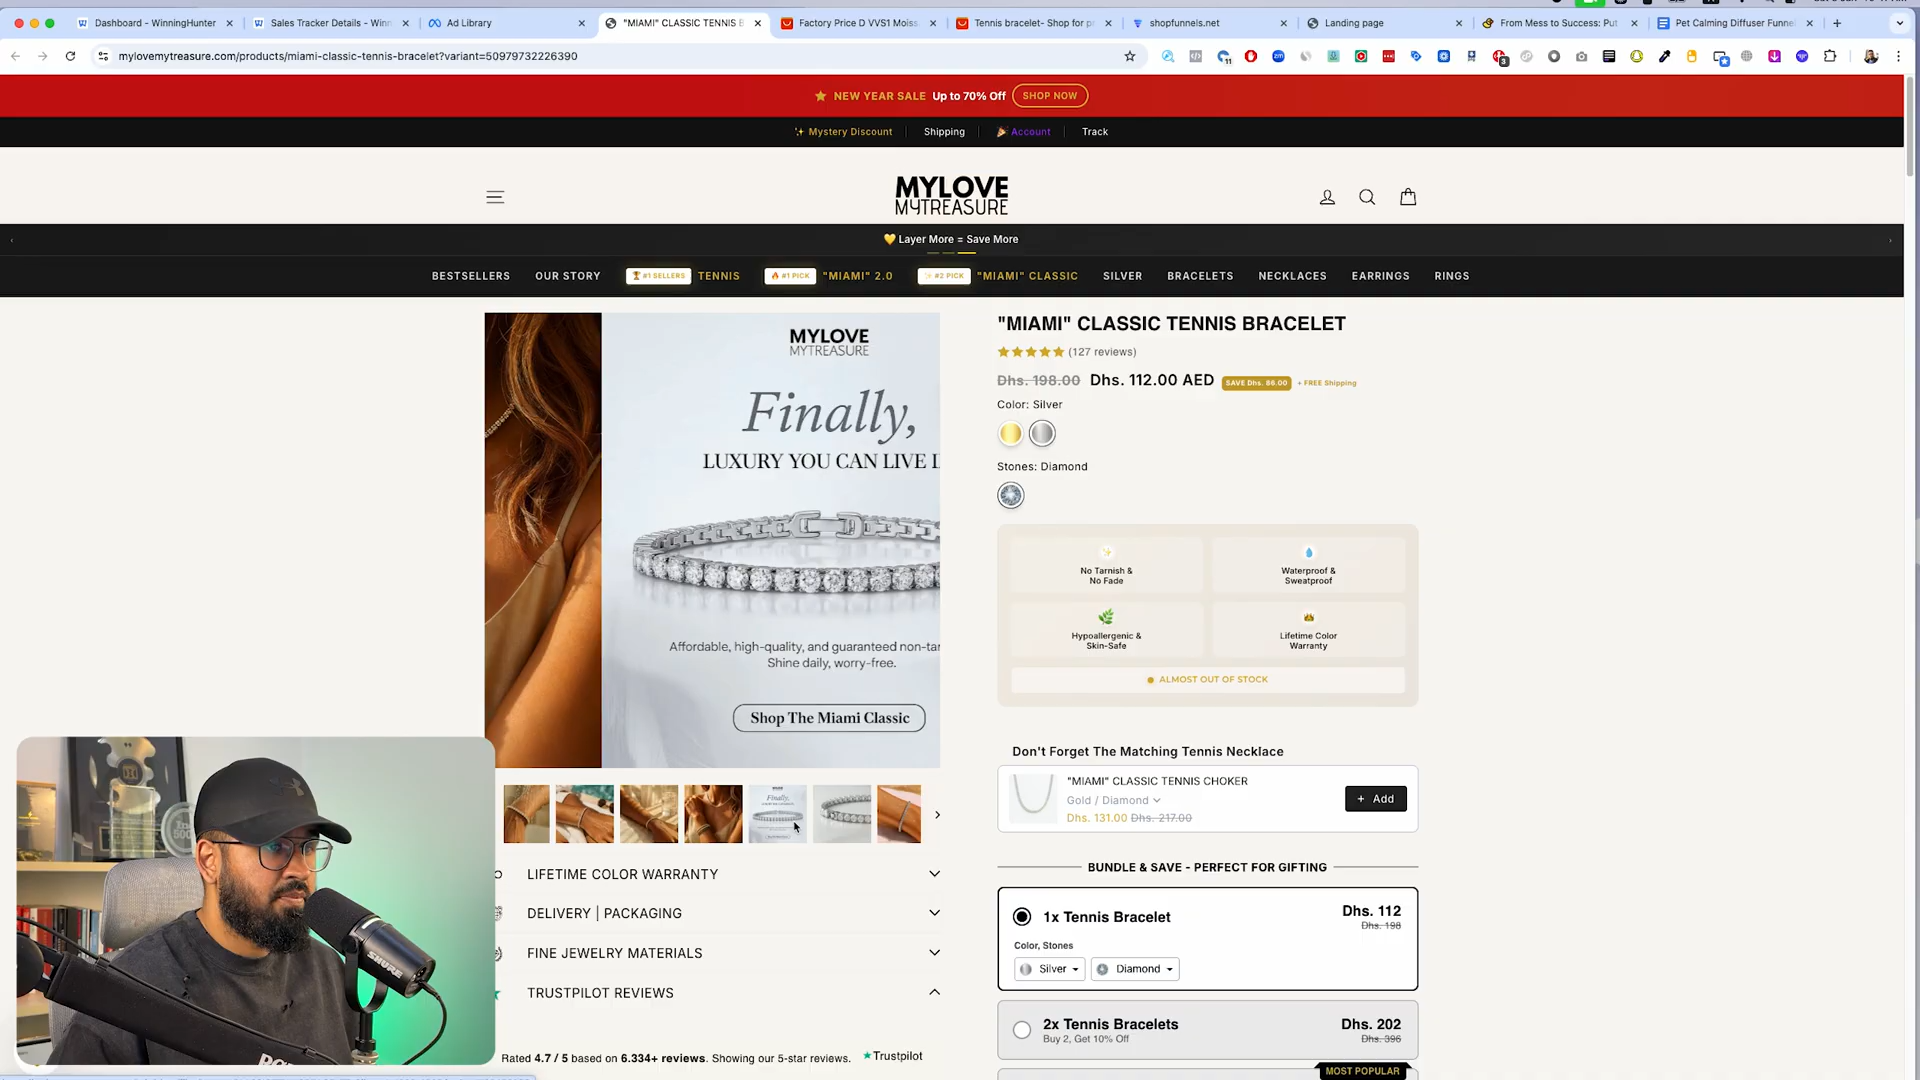 Dashboard - WinningHunter
Sales Tracker Details - Winn
Ad Library
"MIAMI" CLASSIC TENNIS B
Factory Price D VVS1 Moiss
Tennis bracelet- Shop for pr
shopfunnels.net
Landing page
From Mess to Success: Put
Pet Calming Diffuser Funnel
mylovemytreasure.com/products/miami-classic-tennis-bracelet?variant=50979732226390
NEW YEAR SALE Up to 70% Off SHOP NOW
Mystery Discount
Shipping
Account
Track
MYLOVE
MYTREASURE
Layer More = Save More
BESTSELLERS
OUR STORY
#1 SELLERS TENNIS
#1 PICK "MIAMI" 2.0
#2 PICK "MIAMI" CLASSIC
SILVER
BRACELETS
NECKLACES
EARRINGS
RINGS
MYLOVE
MYTREASURE
Finally,
LUXURY YOU CAN LIVE I
Affordable, high-quality, and guaranteed non-tar
Shine daily, worry-free.
Shop The Miami Classic
LIFETIME COLOR WARRANTY
DELIVERY | PACKAGING
FINE JEWELRY MATERIALS
TRUSTPILOT REVIEWS
Rated 4.7 / 5 based on 6.334+ reviews. Showing our 5-star reviews.
Trustpilot
"MIAMI" CLASSIC TENNIS BRACELET
(127 reviews)
Dhs. 198.00 Dhs. 112.00 AED SAVE Dhs. 86.00 + FREE Shipping
Color: Silver
Stones: Diamond
No Tarnish &
No Fade
Waterproof &
Sweatproof
Hypoallergenic &
Skin-Safe
Lifetime Color
Warranty
ALMOST OUT OF STOCK
Don't Forget The Matching Tennis Necklace
"MIAMI" CLASSIC TENNIS CHOKER
Gold / Diamond
Dhs. 131.00 Dhs. 217.00
+ Add
BUNDLE & SAVE - PERFECT FOR GIFTING
1x Tennis Bracelet
Dhs. 112
Dhs. 198
Color, Stones
Silver
Diamond
2x Tennis Bracelets
Buy 2, Get 10% Off
Dhs. 202
Dhs. 396
MOST POPULAR
SHURE